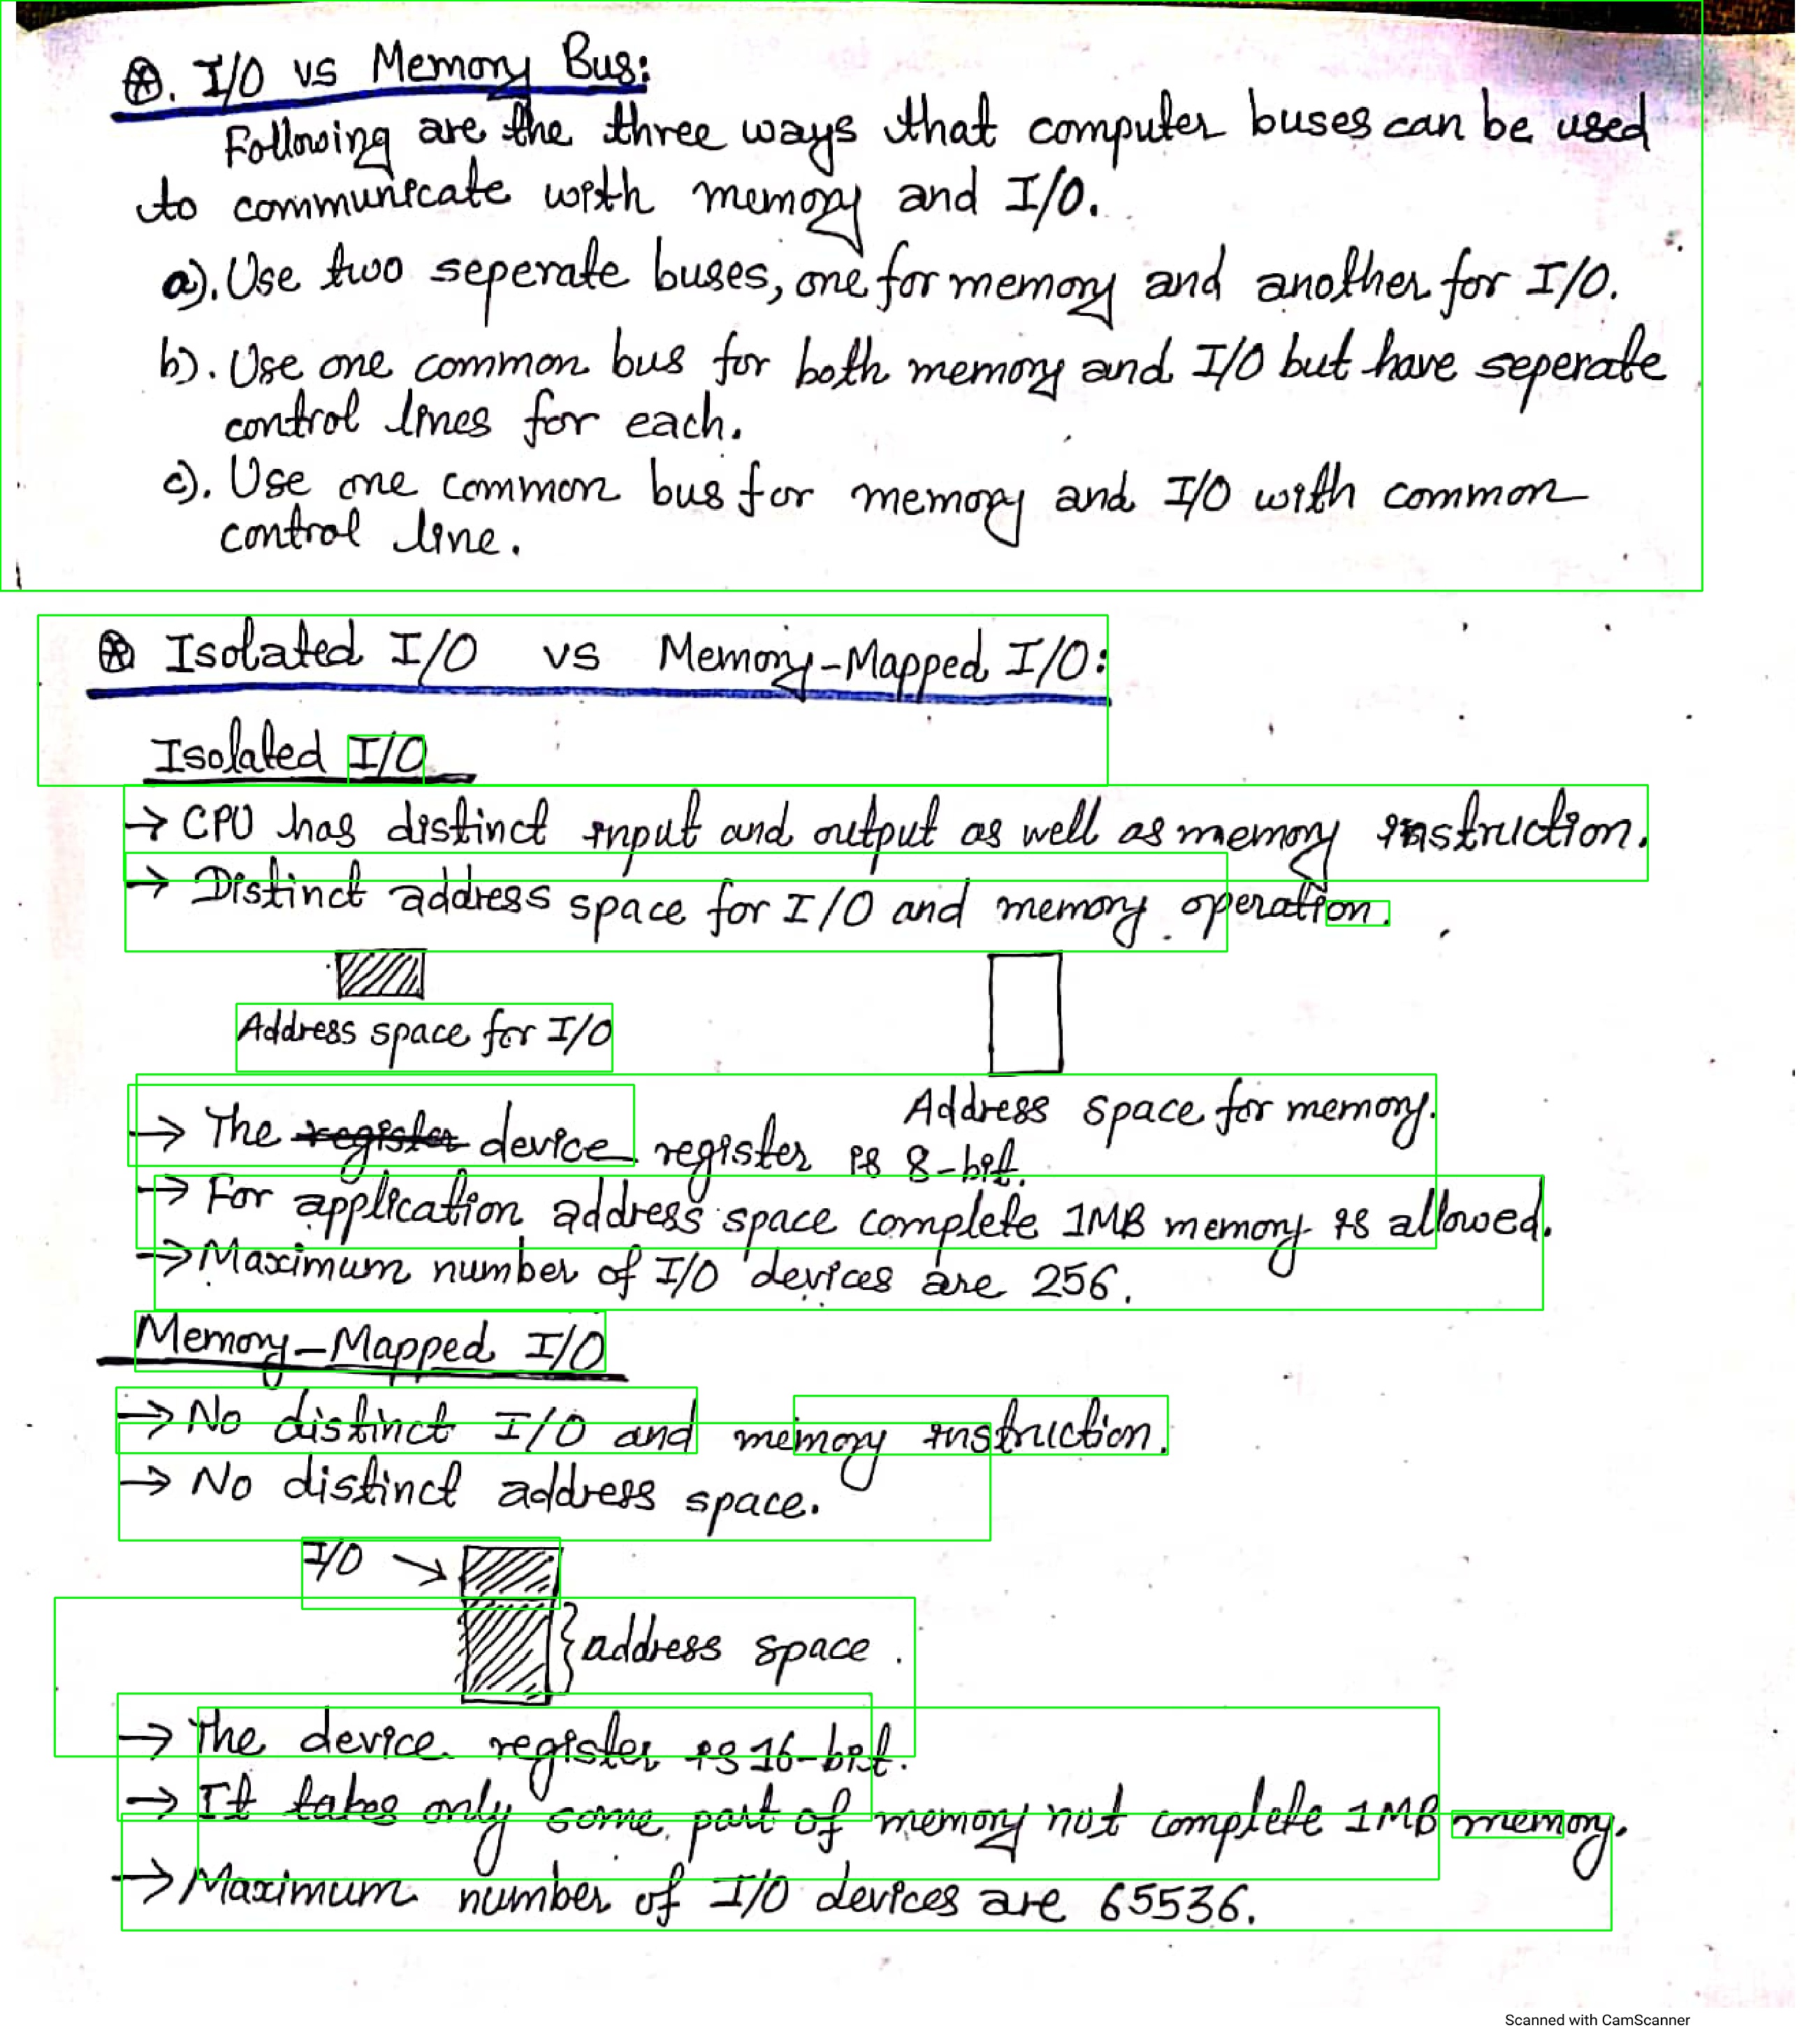 ⊛. I/O vs Memory Bus:
Following are the three ways that computer buses can be used
to communicate with memory and I/O.
a). Use two seperate buses, one for memory and another for I/O.
b). Use one common bus for both memory and I/O but have seperate
control lines for each.
c). Use one common bus for memory and I/O with common
control line.
⊛ Isolated I/O vs Memory-Mapped I/O:
Isolated I/O
→ CPU has distinct input and output as well as memory instruction.
→ Distinct address space for I/O and memory operation.
Address space for I/O
Address space for memory.
→ The register device register is 8-bit.
→ For application address space complete 1MB memory is allowed.
→ Maximum number of I/O devices are 256.
Memory-Mapped I/O
→ No distinct I/O and memory instruction.
→ No distinct address space.
I/O →
} address space.
→ The device register is 16-bit.
→ It takes only some part of memory not complete 1MB memory.
→ Maximum number of I/O devices are 65536.
Scanned with CamScanner